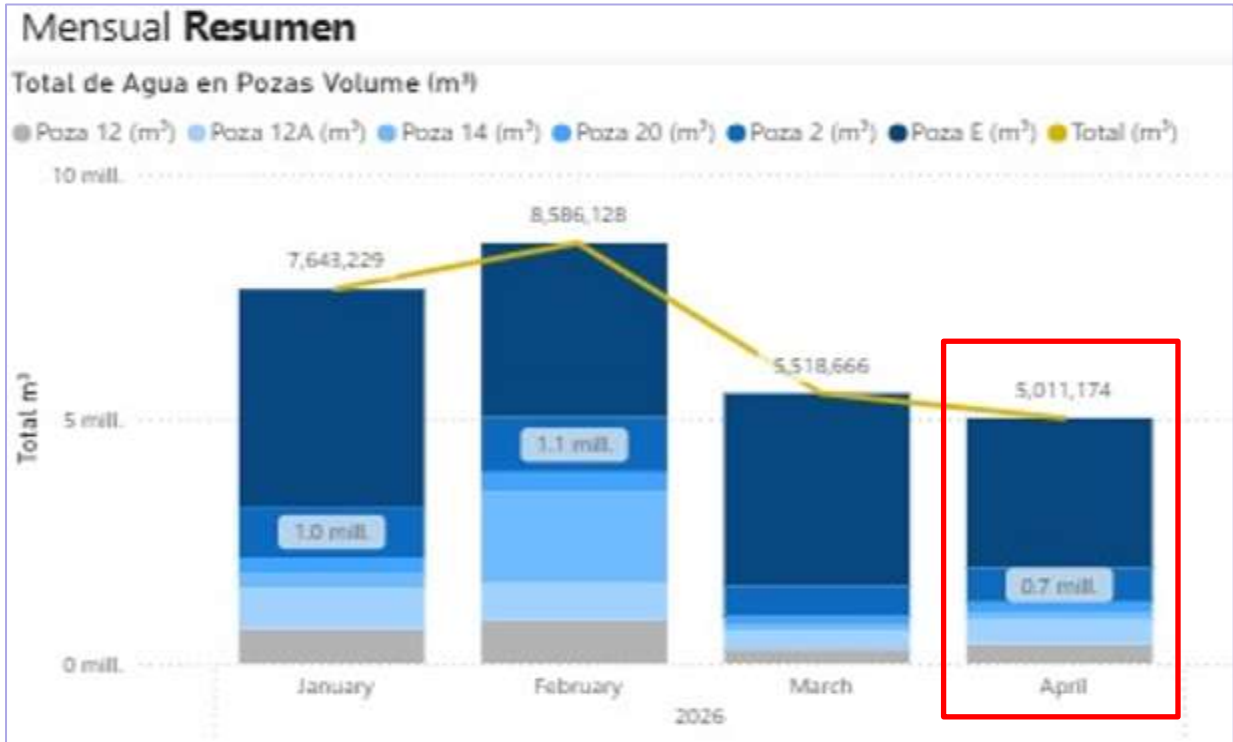 Mensual Resumen
Total de Agua en Pozas Volume (m³)
Poza 12 (m³) Poza 12A (m³) Poza 14 (m³) Poza 20 (m³) Poza 2 (m³) Poza E (m³) Total (m³)
10 mill.
8,586,128
7,643,229
5,518,666
5,011,174
Total m³
5 mill.
1.1 mill.
1.0 mill.
0.7 mill.
0 mill.
January February March April
2026